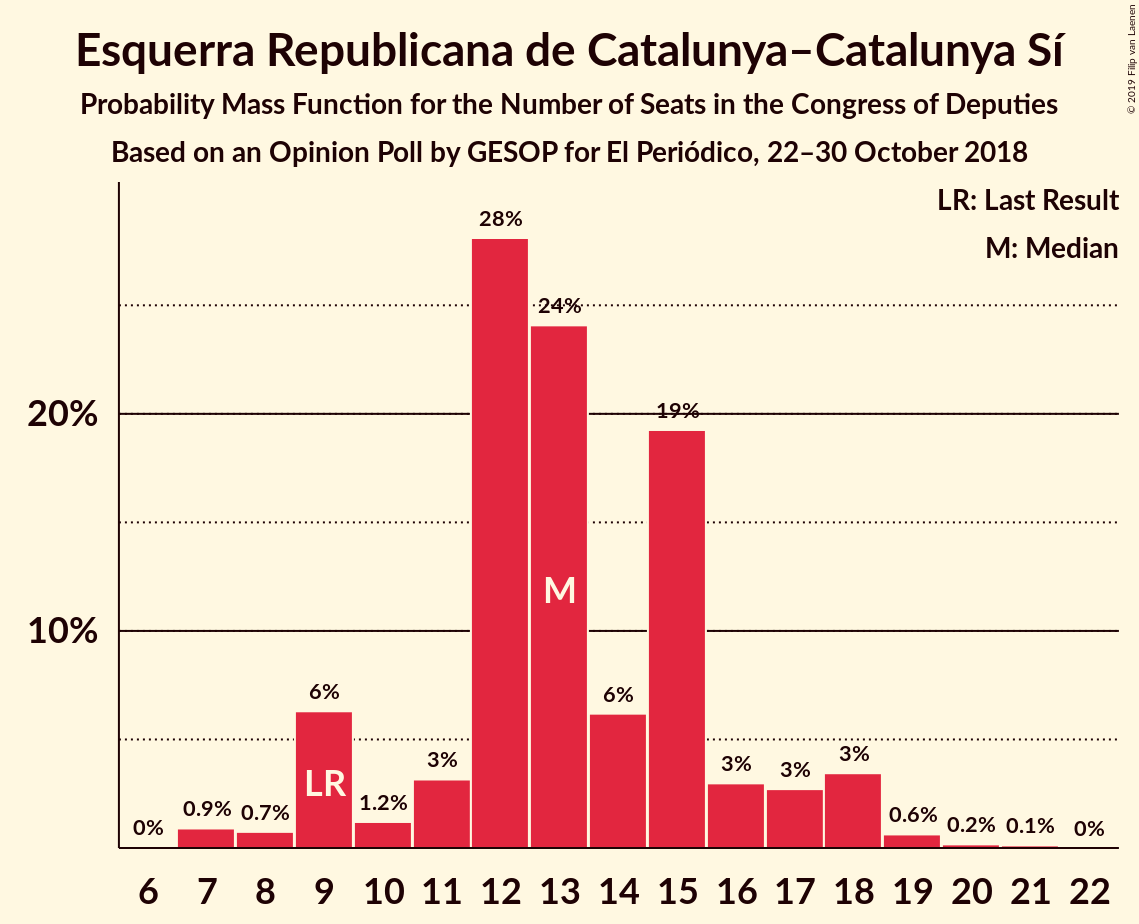 Esquerra Republicana de Catalunya–Catalunya Sí
Probability Mass Function for the Number of Seats in the Congress of Deputies
Based on an Opinion Poll by GESOP for El Periódico, 22–30 October 2018
© 2019 Filip van Laenen
LR: Last Result
M: Median
28%
24%
20%
19%
M
10%
6%
6%
LR
3%
3%
3%
3%
0%
0.9%
0.7%
1.2%
0.6%
0.2%
0.1%
0%
6 7 8 9 10 11 12 13 14 15 16 17 18 19 20 21 22